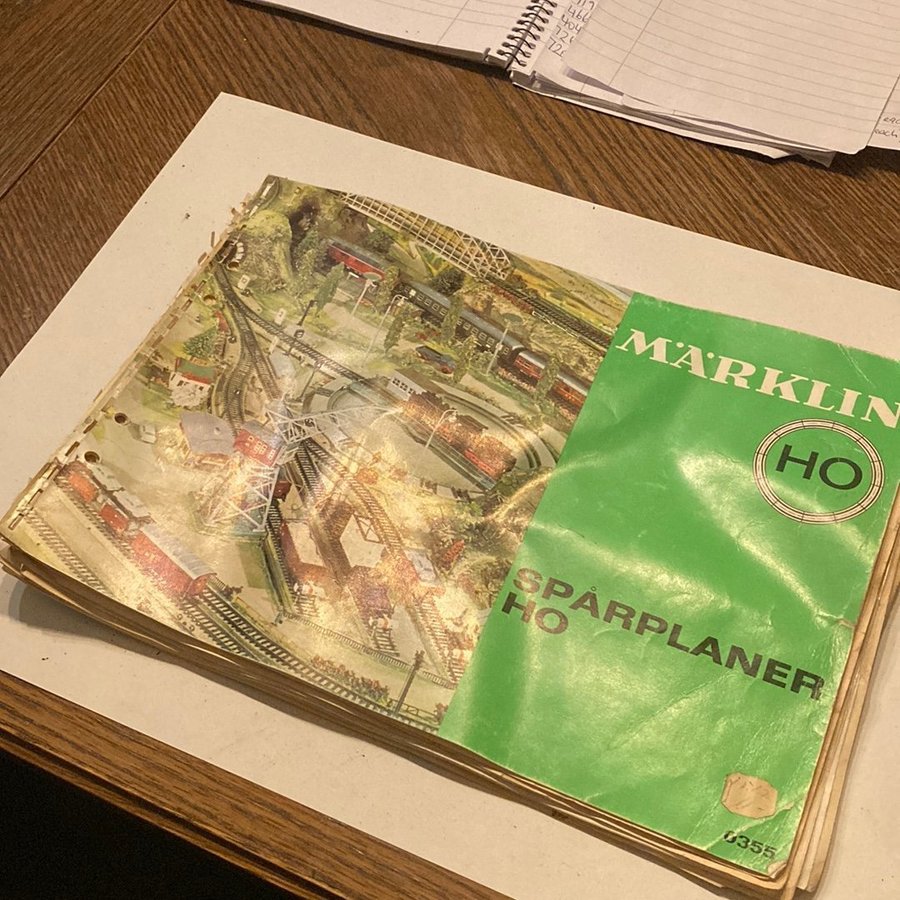 MÄRKLIN
HO
SPÅRPLANER
HO
0355